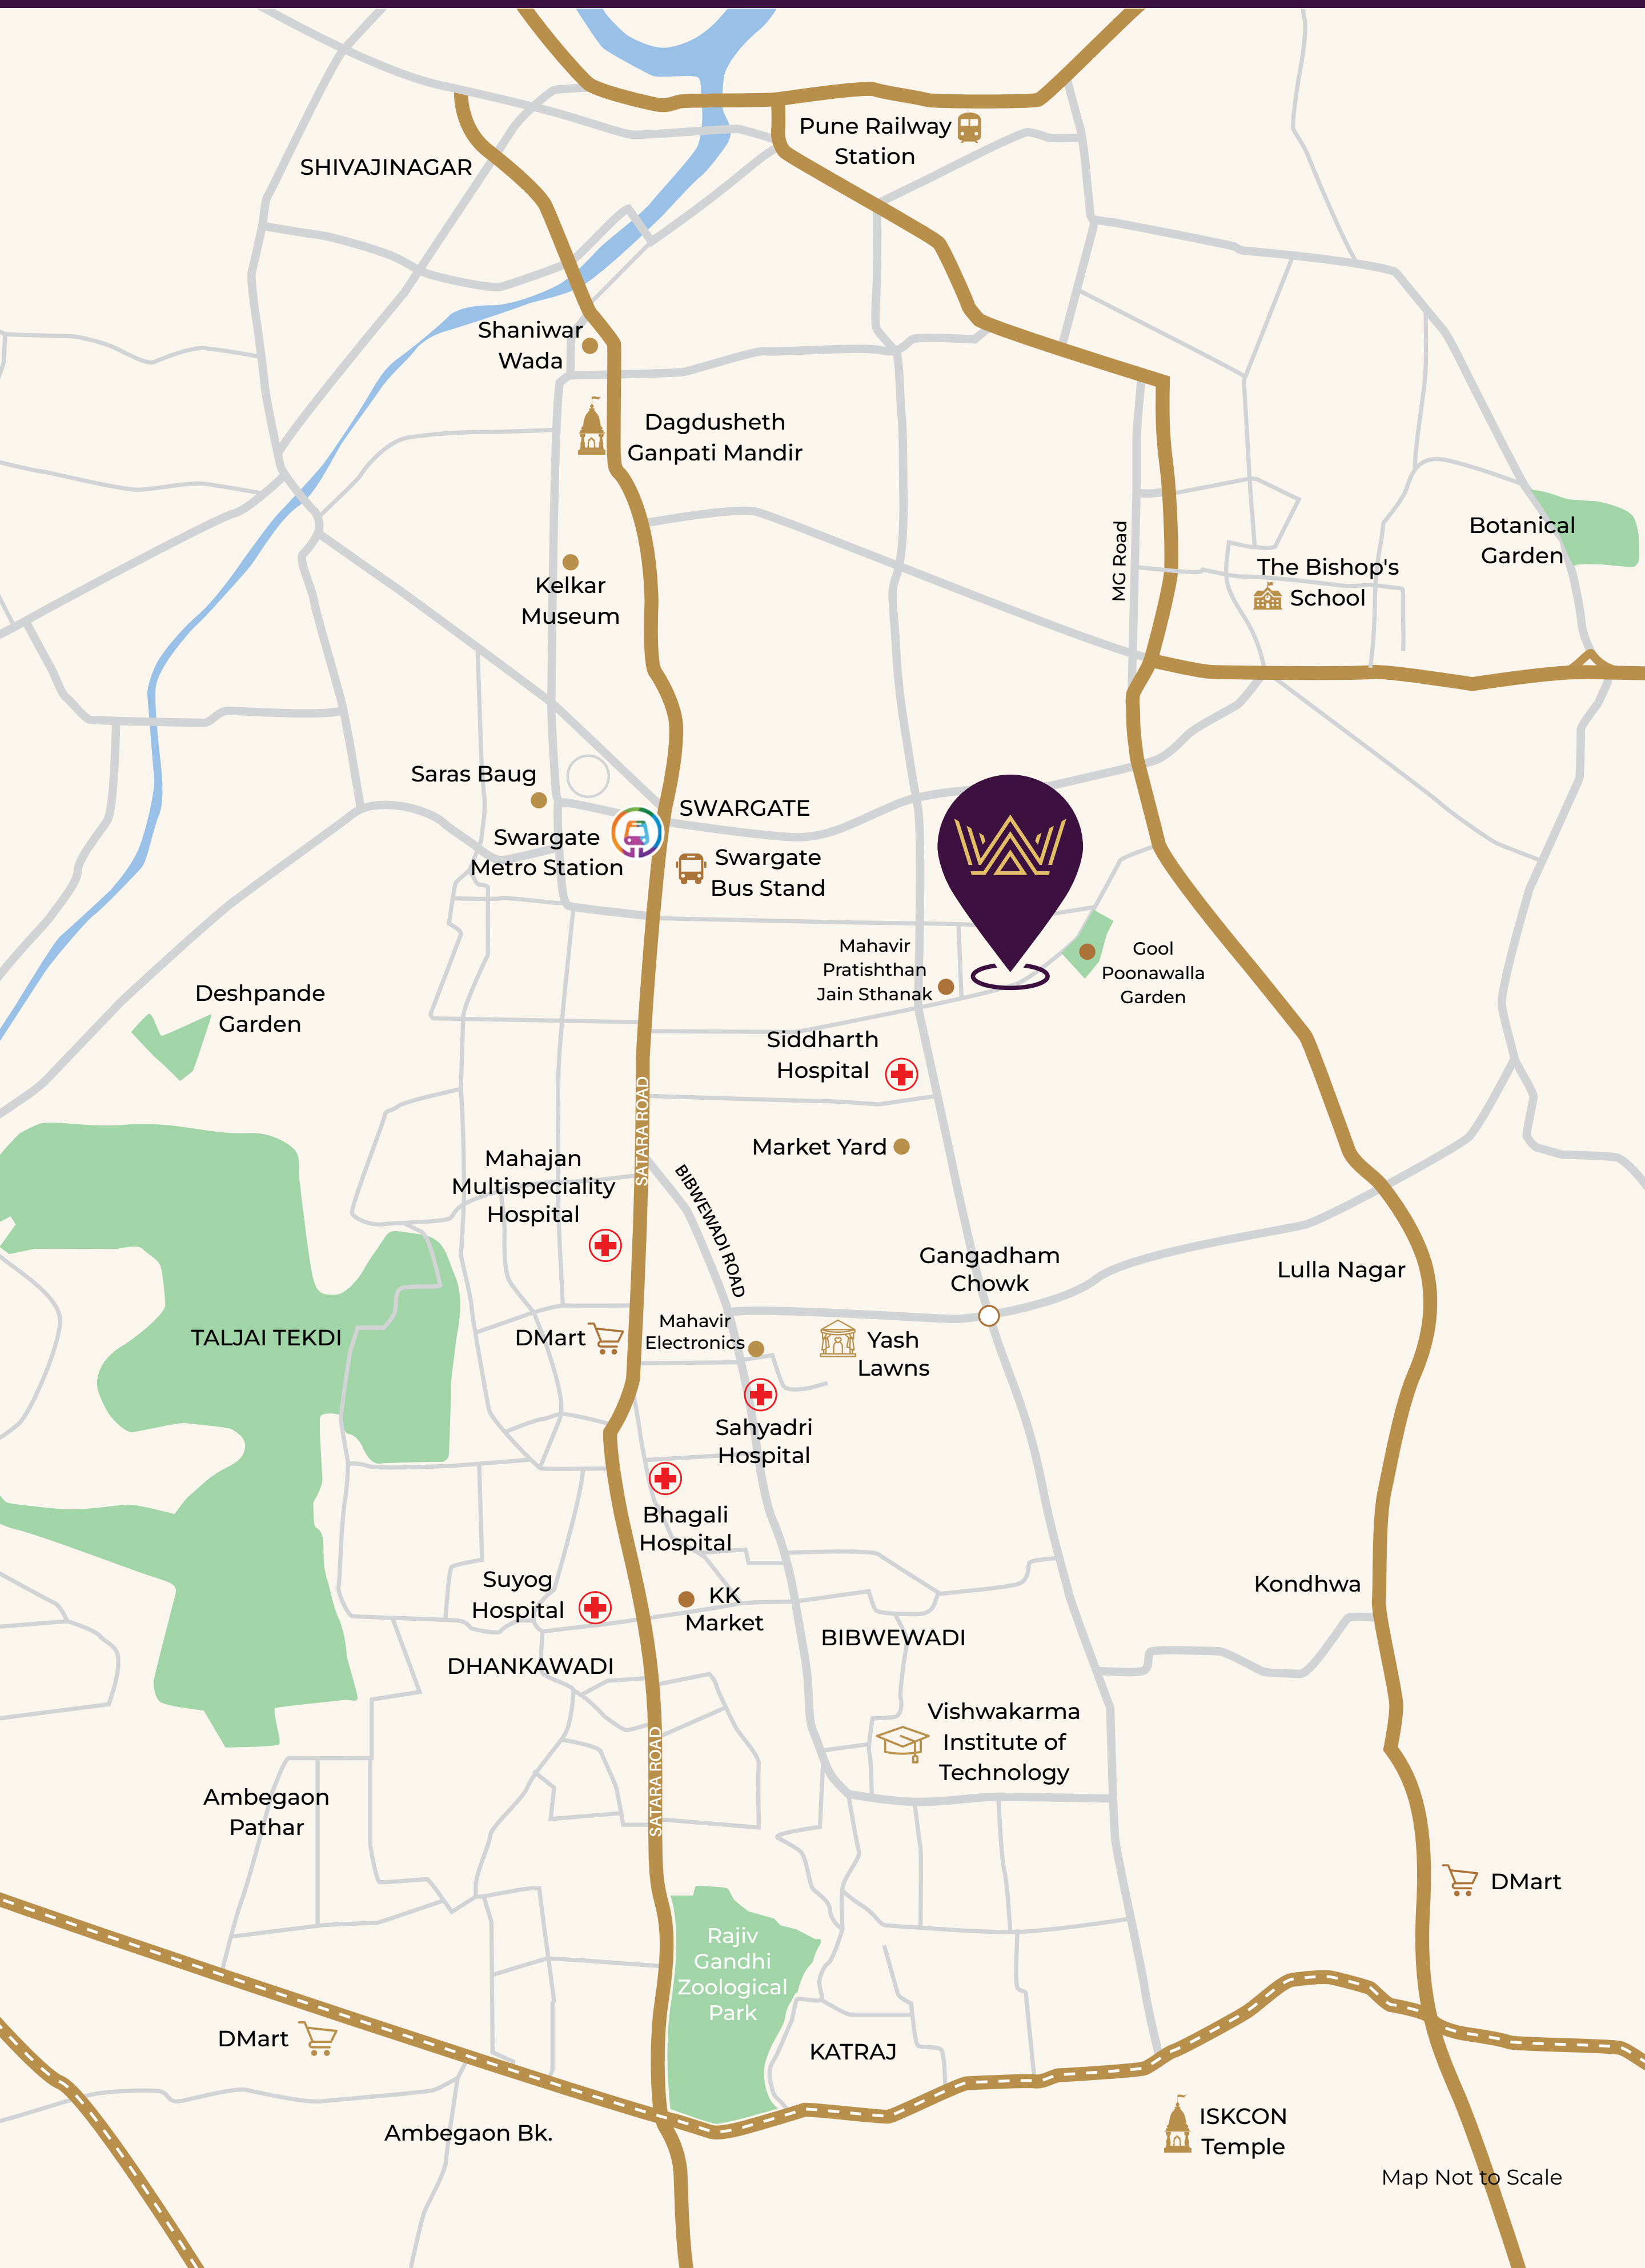 Pune Railway
Station
SHIVAJINAGAR
Shaniwar
Wada
Dagdusheth
Ganpati Mandir
Kelkar
Museum
MG Road
The Bishop's
School
Botanical
Garden
Saras Baug
SWARGATE
Swargate
Metro Station
Swargate
Bus Stand
Mahavir
Pratishthan
Jain Sthanak
Gool
Poonawalla
Garden
Deshpande
Garden
Siddharth
Hospital
SATARA ROAD
Market Yard
Mahajan
Multispeciality
Hospital
BIBWEWADI ROAD
Gangadham
Chowk
Lulla Nagar
TALJAI TEKDI
DMart
Mahavir
Electronics
Yash
Lawns
Sahyadri
Hospital
Bhagali
Hospital
Suyog
Hospital
KK
Market
Kondhwa
BIBWEWADI
DHANKAWADI
Vishwakarma
Institute of
Technology
SATARA ROAD
Ambegaon
Pathar
DMart
Rajiv
Gandhi
Zoological
Park
DMart
KATRAJ
Ambegaon Bk.
ISKCON
Temple
Map Not to Scale